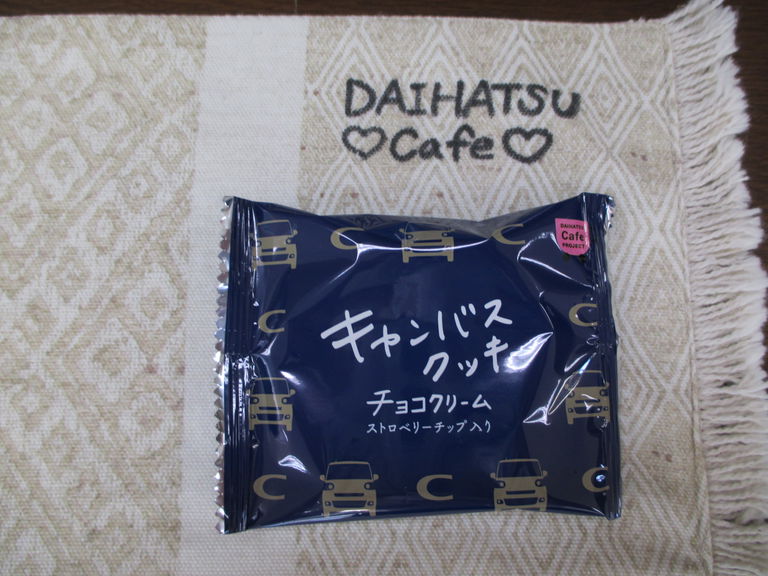 DAIHATSU
♡Cafe♡
DAIHATSU
Cafe
PROJECT
C C
キャンバス
クッキー
チョコクリーム
ストロベリーチップ入り
C C
C C C